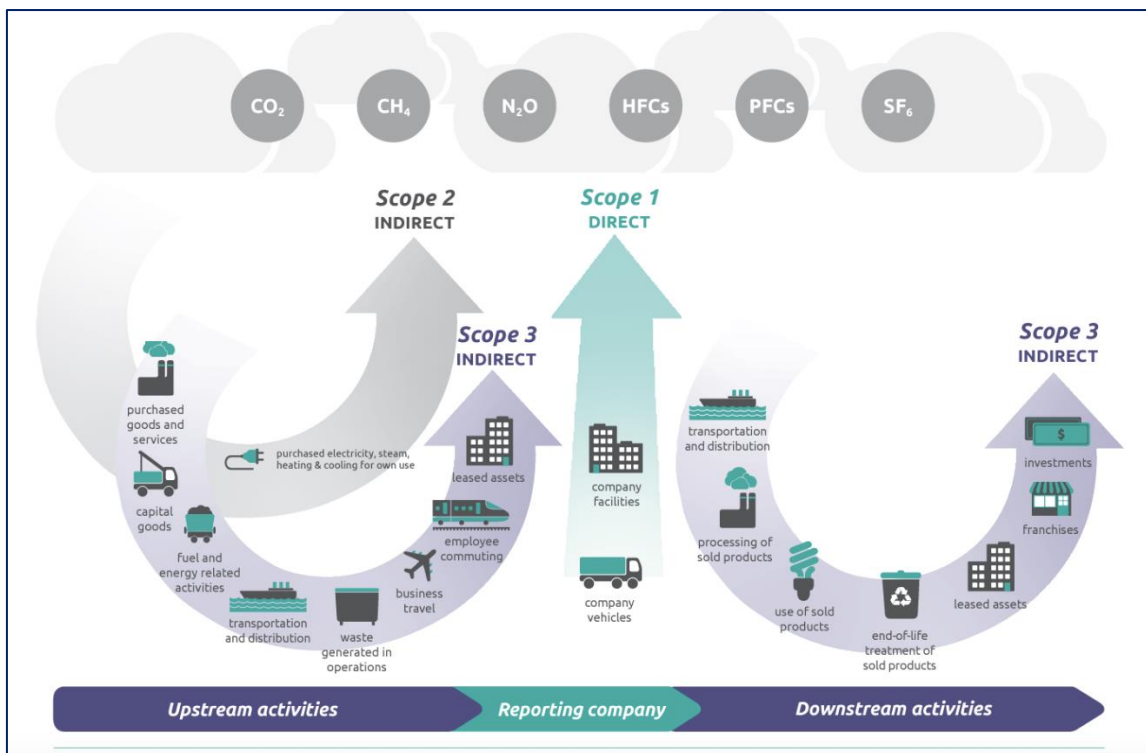 CO₂
CH₄
N₂O
HFCs
PFCs
SF₆
Scope 2
INDIRECT
Scope 1
DIRECT
Scope 3
INDIRECT
Scope 3
INDIRECT
purchased
goods and
services
capital
goods
fuel and
energy related
activities
purchased electricity, steam,
heating & cooling for own use
transportation
and distribution
waste
generated in
operations
business
travel
employee
commuting
leased assets
company
facilities
company
vehicles
transportation
and distribution
processing of
sold products
use of sold
products
end-of-life
treatment of
sold products
leased assets
franchises
$
investments
Upstream activities
Reporting company
Downstream activities